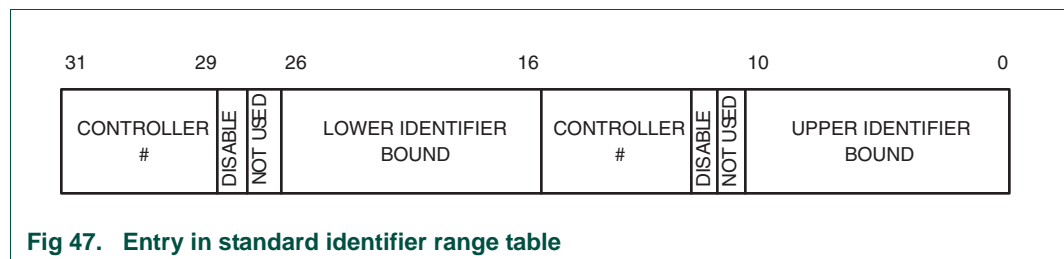 31 29 26 16 10 0
CONTROLLER
#
DISABLE
NOT USED
LOWER IDENTIFIER
BOUND
CONTROLLER
#
DISABLE
NOT USED
UPPER IDENTIFIER
BOUND
Fig 47. Entry in standard identifier range table